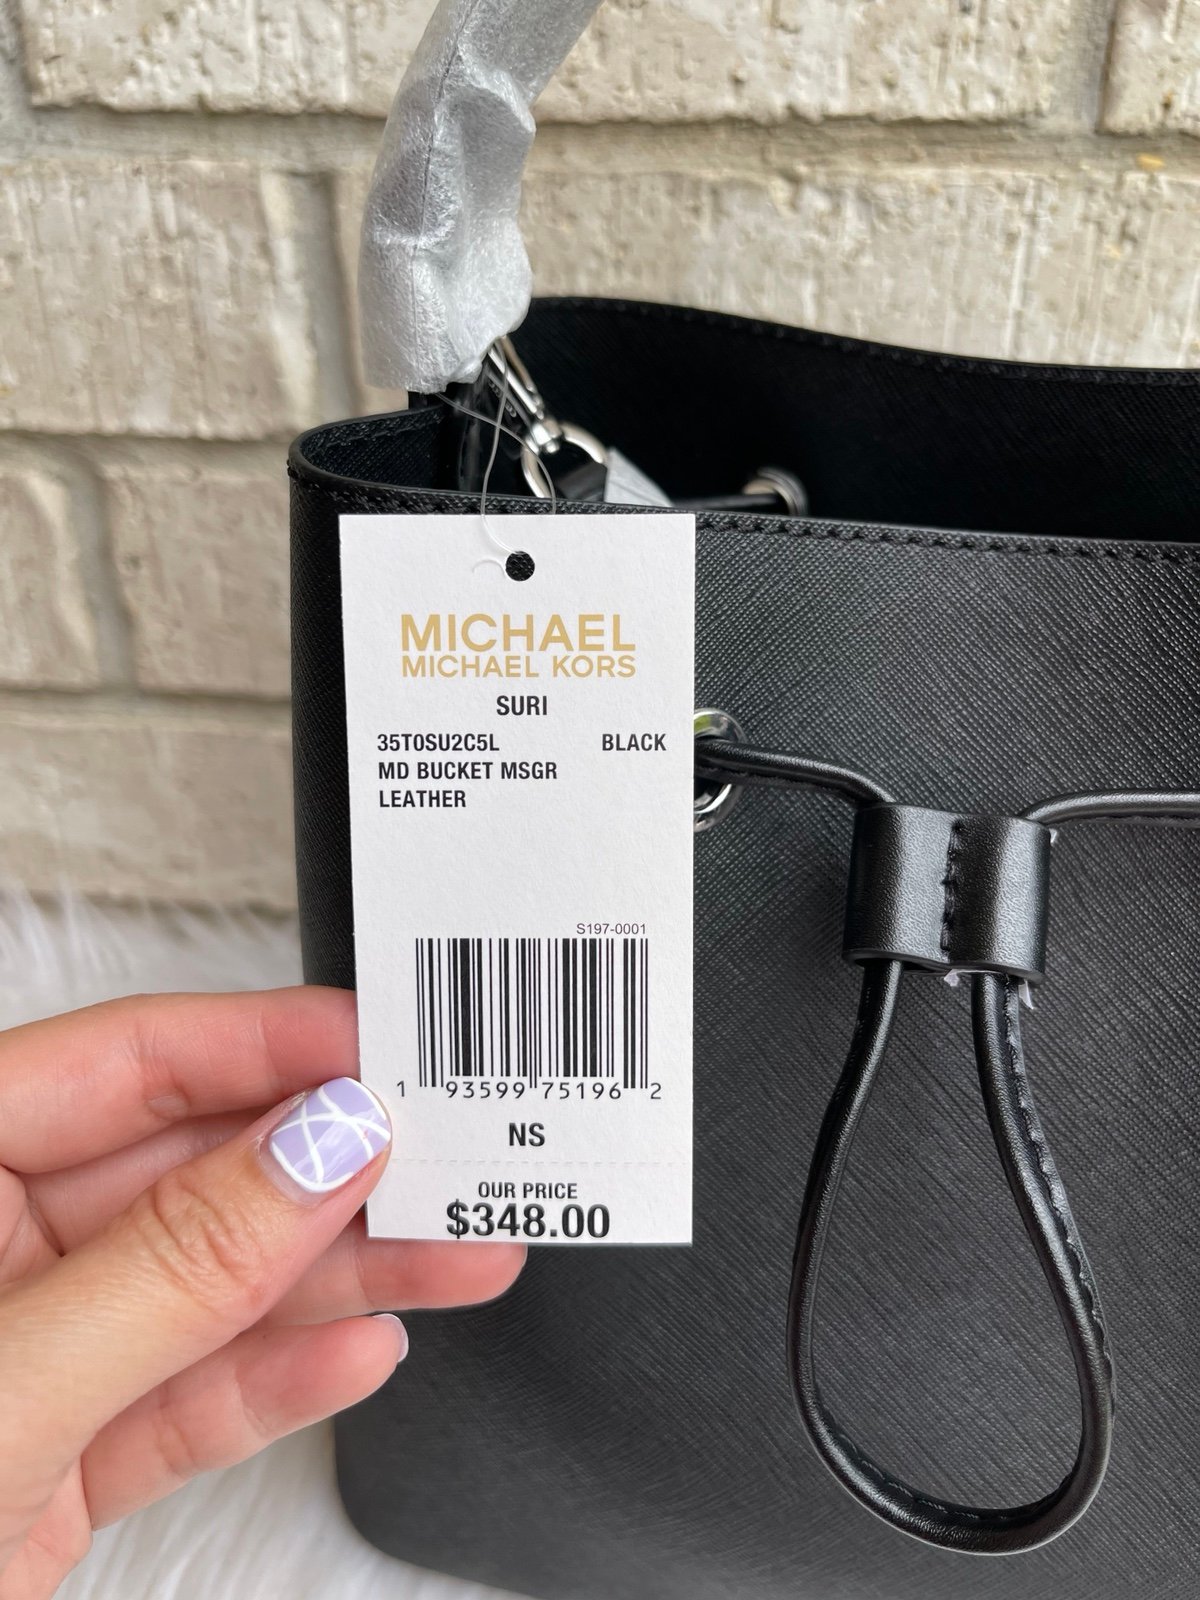 MICHAEL
MICHAEL KORS
SURI
35T0SU2C5L BLACK
MD BUCKET MSGR
LEATHER
S197-0001
1 93599 75196 2
NS
OUR PRICE
$348.00